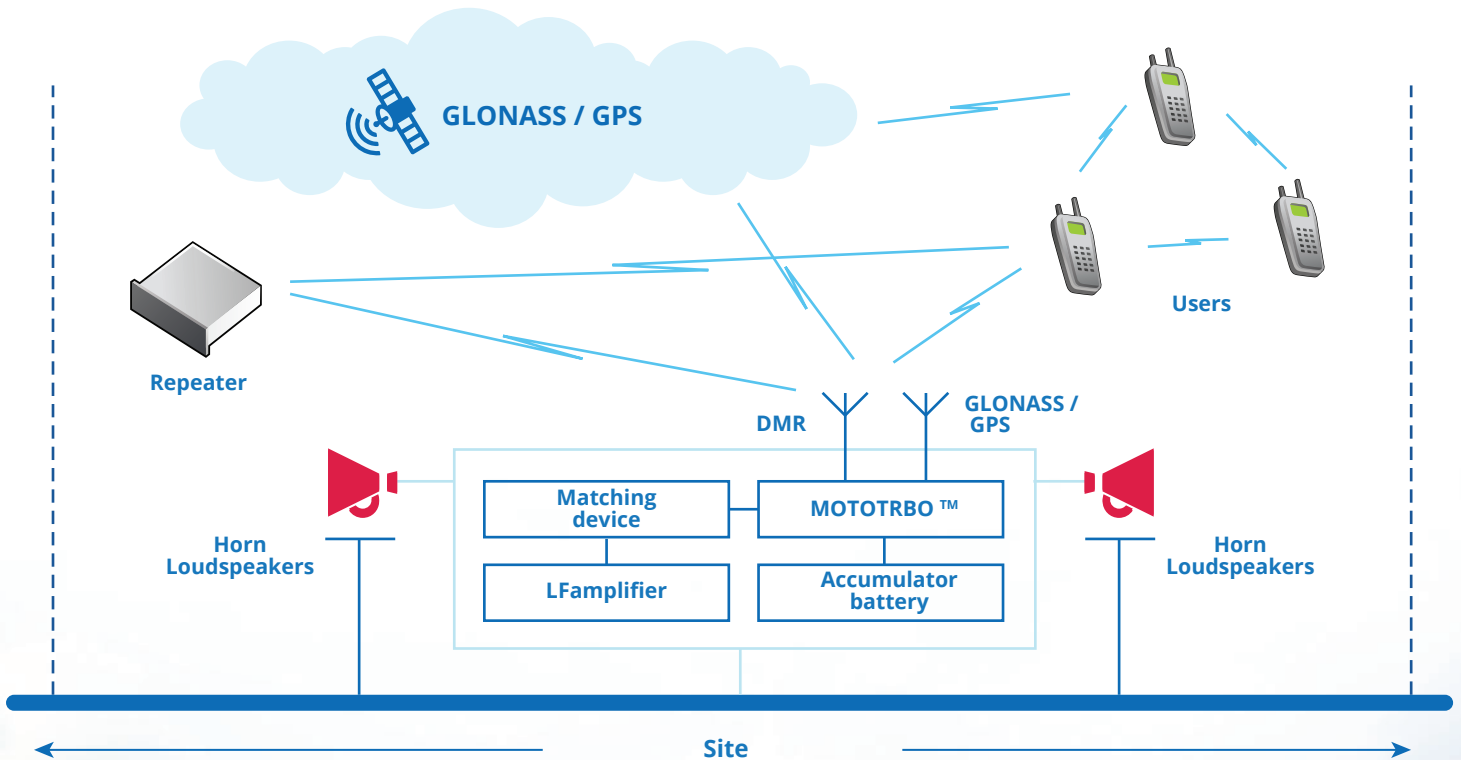 GLONASS / GPS
Users
Repeater
DMR
GLONASS /
GPS
Matching
device
MOTOTRBO ™
Horn
Loudspeakers
LFamplifier
Accumulator
battery
Horn
Loudspeakers
Site